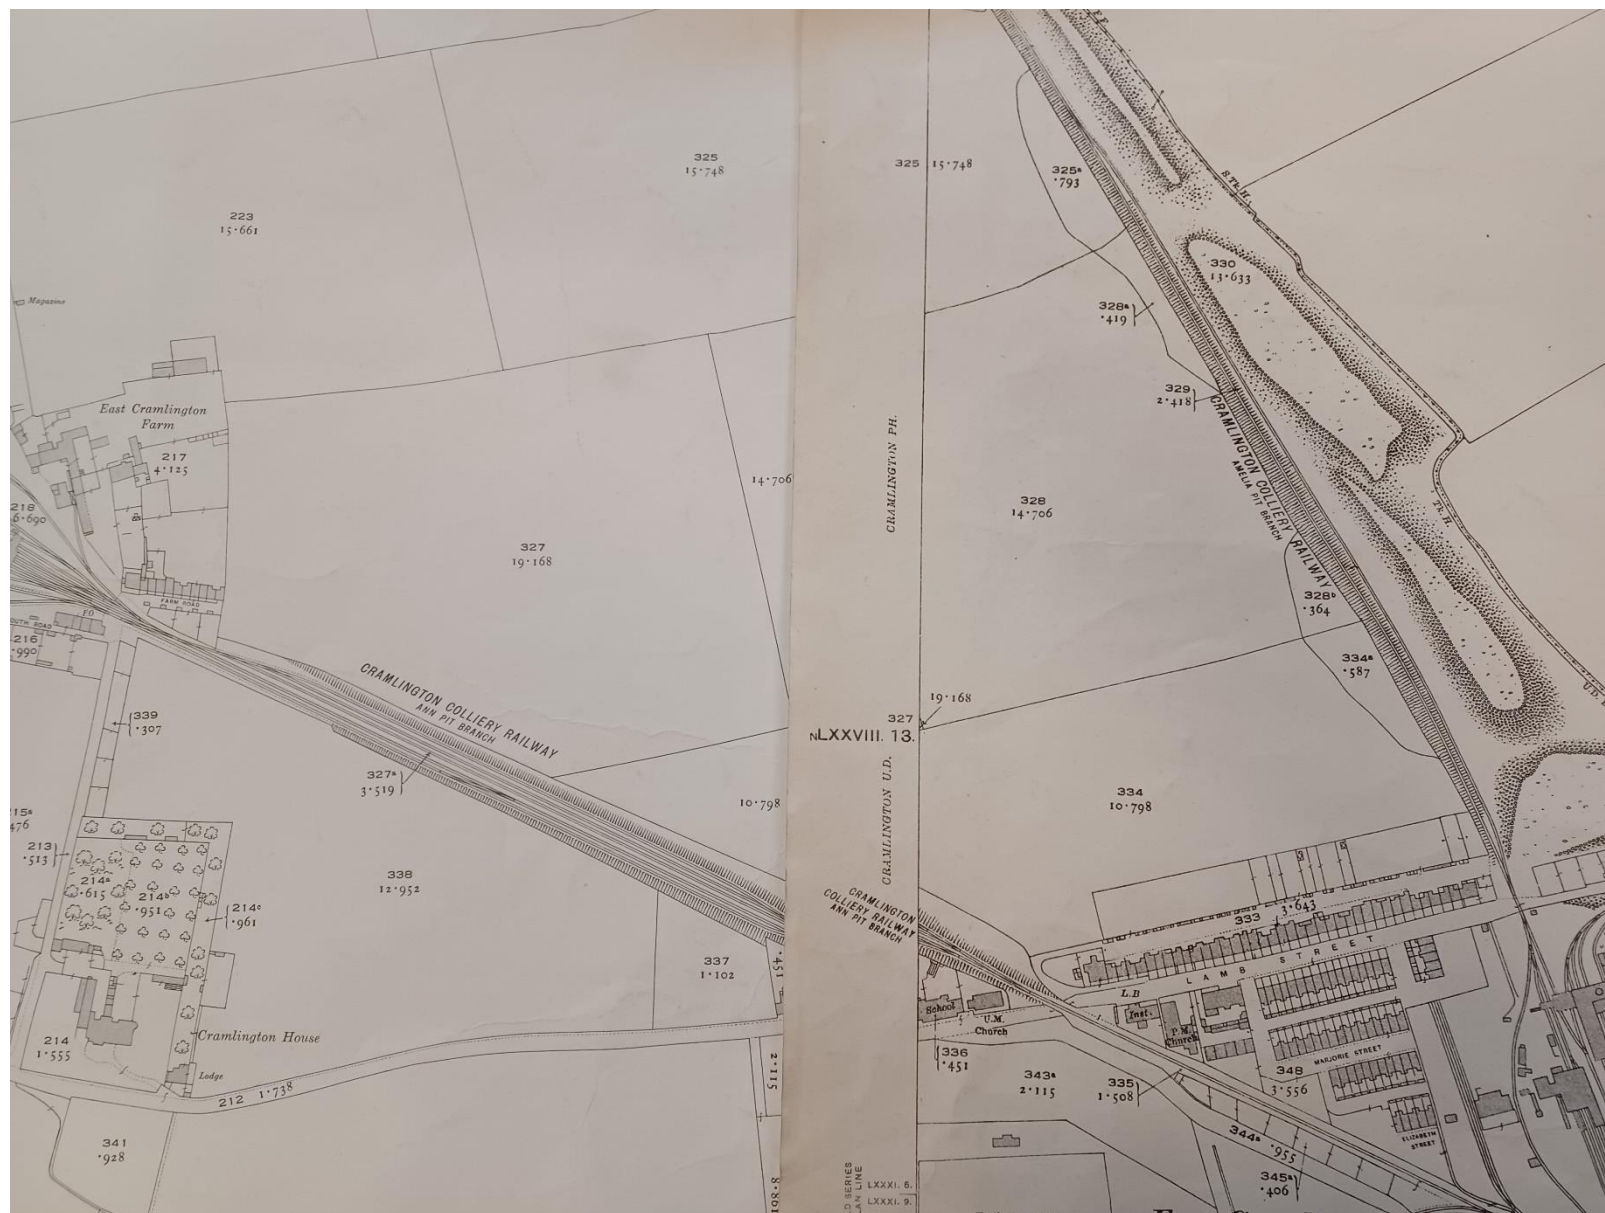 325
15·748
223
15·661
Magazine
East Cramlington
Farm
217
4·125
218
6·690
14·706
327
19·168
FARM ROAD
216
·990
CRAMLINGTON COLLIERY RAILWAY
ANN PIT BRANCH
339
·307
327ᵃ
3·519
10·798
213
·513
214ᵃ
·615
214ᵇ
·951
214ᶜ
·961
338
12·952
337
1·102
·451
Cramlington House
214
1·555
Lodge
212 1·738
2·115
341
·928
325 15·748
325ᵃ
·793
S.Tk.H.
330
13·633
328ᵃ
·419
329
2·418
CRAMLINGTON PH.
CRAMLINGTON COLLIERY RAILWAY
AMELIA PIT BRANCH
328
14·706
Tk.H.
328ᵇ
·364
334ᵃ
·587
19·168
327
NLXXVIII. 13.
CRAMLINGTON U.D.
334
10·798
CRAMLINGTON
COLLIERY RAILWAY
ANN PIT BRANCH
333 3·643
LAMB STREET
L.B
School
U.M.
Church
Inst.
P.M.
Church
MARJORIE STREET
336
·451
343ᵃ
2·115
335
1·508
348
3·556
ELIZABETH
STREET
344ᵃ ·955
345ᵃ
·406
LXXXI. 6.
LXXXI. 9.